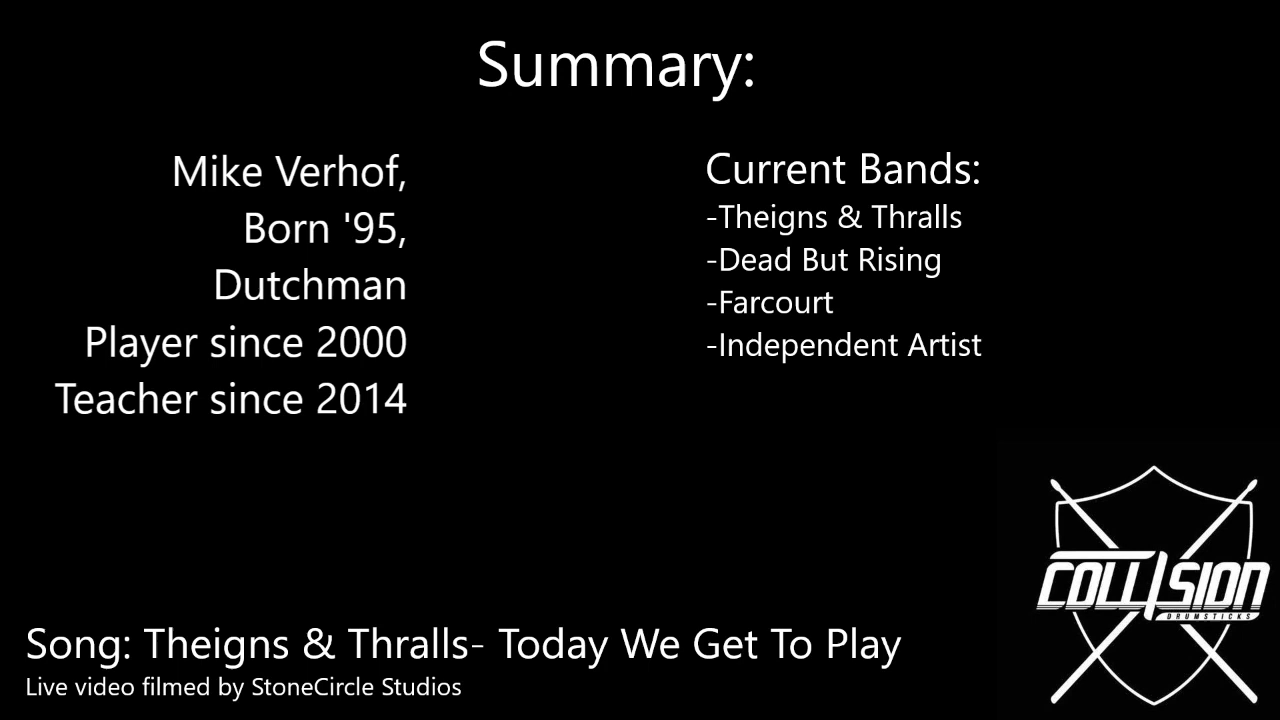 Summary:
Mike Verhof,
Born '95,
Dutchman
Player since 2000
Teacher since 2014
Current Bands:
-Theigns & Thralls
-Dead But Rising
-Farcourt
-Independent Artist
COLLISION
DRUMSTICKS
Song: Theigns & Thralls- Today We Get To Play
Live video filmed by StoneCircle Studios